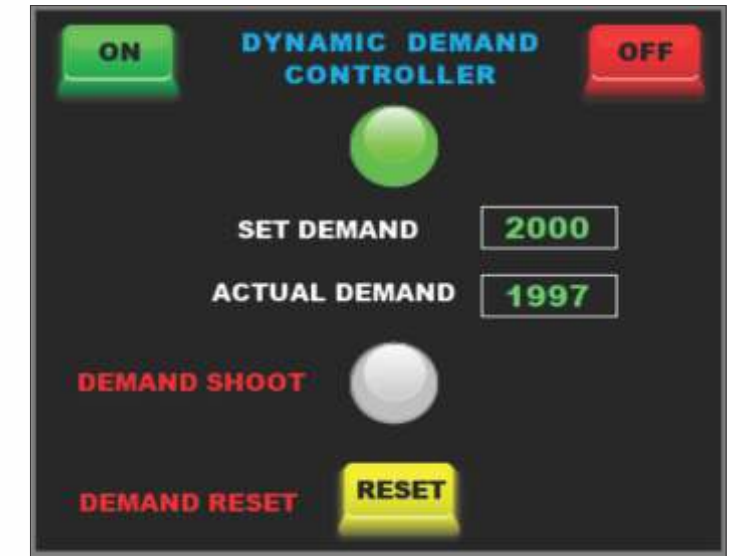 ON
DYNAMIC DEMAND
CONTROLLER
OFF
SET DEMAND 2000
ACTUAL DEMAND 1997
DEMAND SHOOT
DEMAND RESET RESET